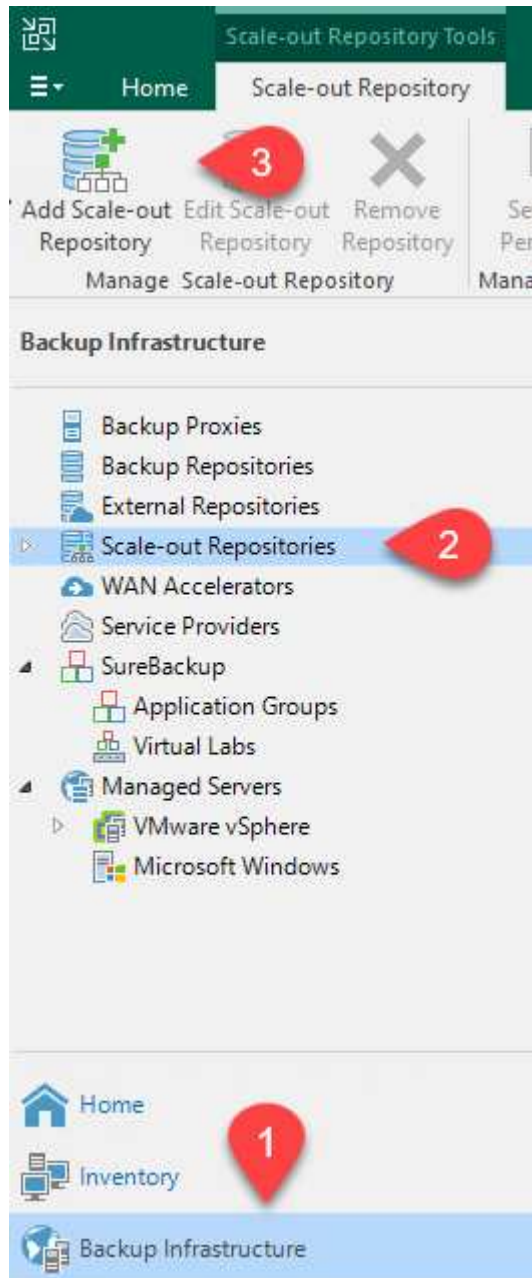 Scale-out Repository Tools
Home Scale-out Repository
3
Add Scale-out Edit Scale-out Remove
Repository Repository Repository
Manage Scale-out Repository
Backup Infrastructure
Backup Proxies
Backup Repositories
External Repositories
Scale-out Repositories 2
WAN Accelerators
Service Providers
SureBackup
Application Groups
Virtual Labs
Managed Servers
VMware vSphere
Microsoft Windows
Home
1
Inventory
Backup Infrastructure